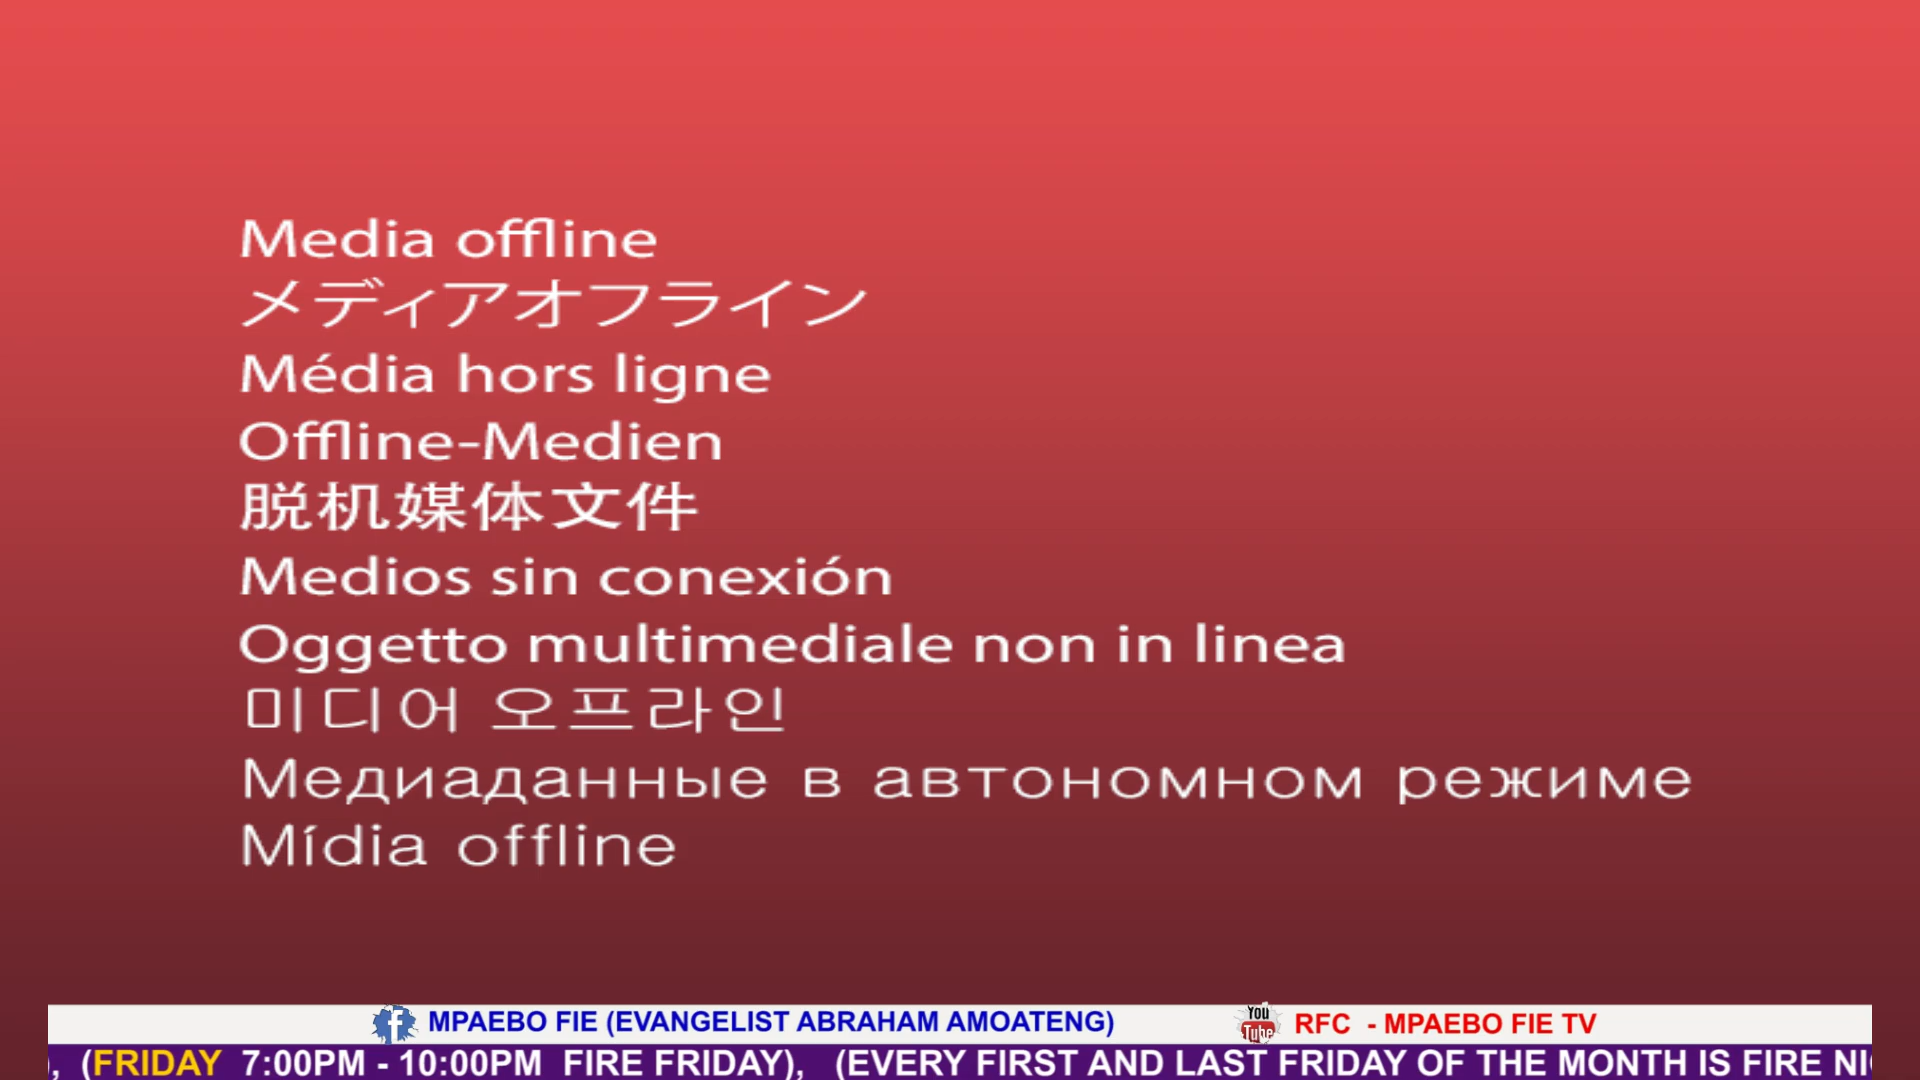 Media offline
メディアオフライン
Média hors ligne
Offline-Medien
脱机媒体文件
Medios sin conexión
Oggetto multimediale non in linea
미디어 오프라인
Медиаданные в автономном режиме
Mídia offline
f MPAEBO FIE (EVANGELIST ABRAHAM AMOATENG) You Tube RFC - MPAEBO FIE TV
), (FRIDAY 7:00PM - 10:00PM FIRE FRIDAY), (EVERY FIRST AND LAST FRIDAY OF THE MONTH IS FIRE